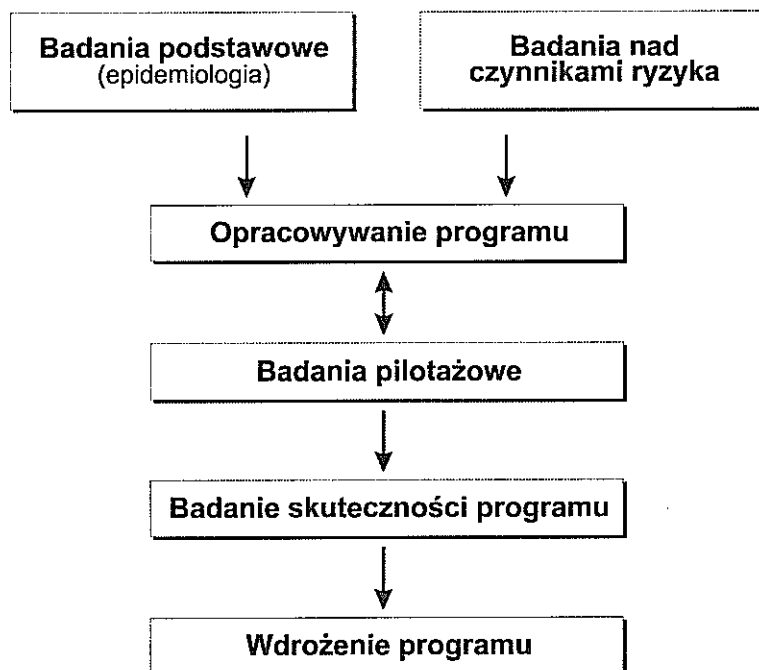 Badania podstawowe
(epidemiologia)
Badania nad
czynnikami ryzyka
Opracowywanie programu
Badania pilotażowe
Badanie skuteczności programu
Wdrożenie programu